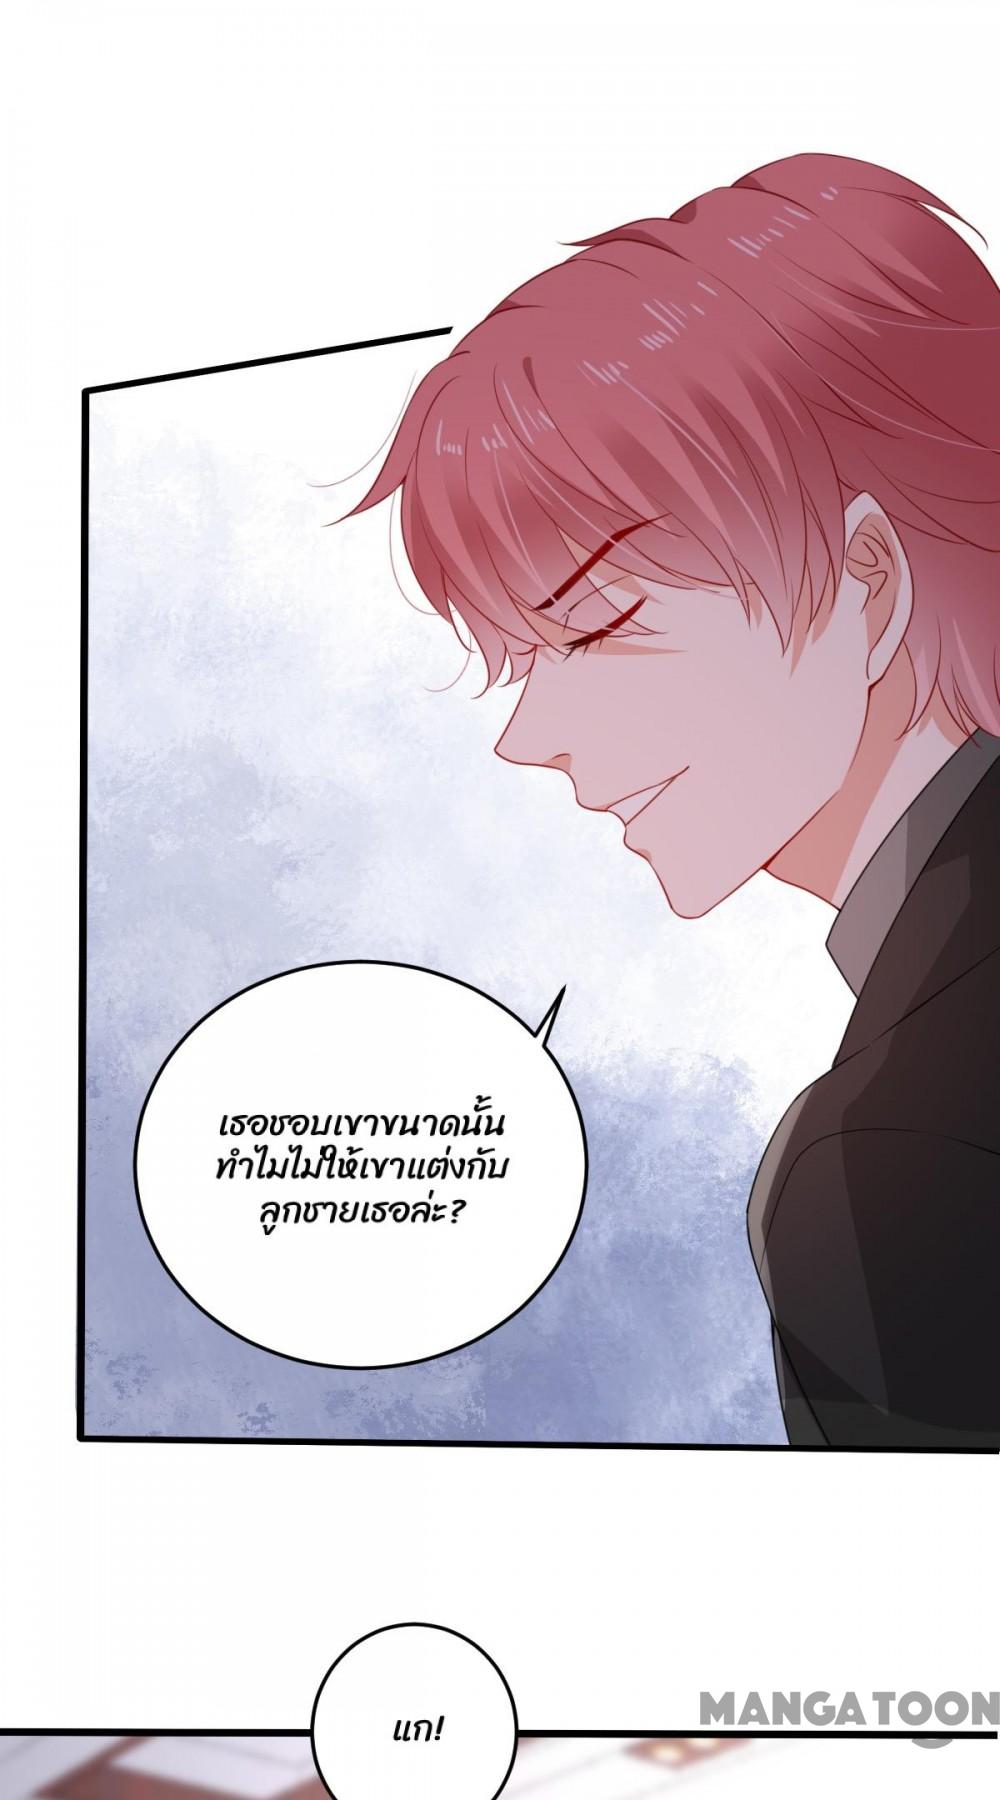 เธอชอบเขาขนาดนั้น
ทำไมไม่ให้เขาแต่งกับ
ลูกชายเธอล่ะ?
แก!
MANGATOON